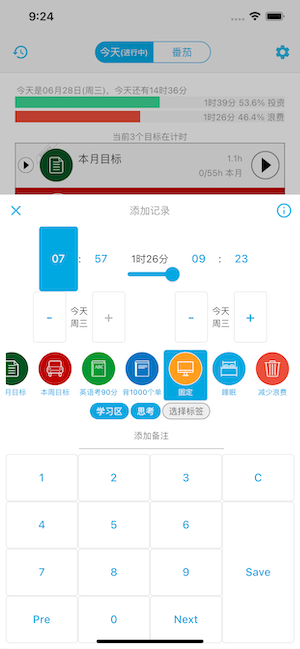 9:24
今天(进行中) 番茄
今天是06月28日(周三)，今天还有14时36分
1时39分 53.6% 投资
1时26分 46.4% 浪费
当前3个目标在计时
本月目标 1.1h
0/55h 本月
添加记录
07 : 57 1时26分 09 : 23
- 今天 周三 + - 今天 周三 +
月目标 本周目标 英语考90分 背1000个单 固定 睡眠 减少浪费
学习区 思考 选择标签
添加备注
1 2 3 C
4 5 6
7 8 9 Save
Pre 0 Next